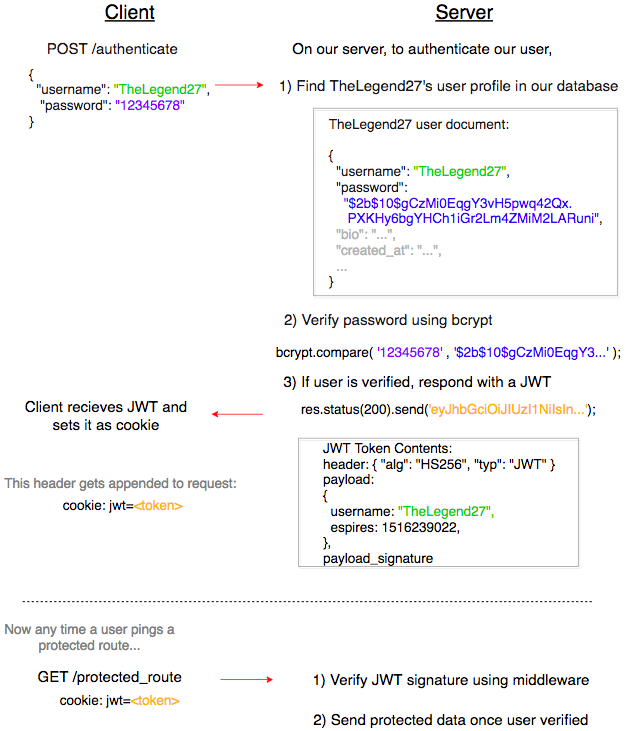 Client
Server
POST /authenticate
{
"username": "TheLegend27",
"password": "12345678"
}
On our server, to authenticate our user,
1) Find TheLegend27's user profile in our database
TheLegend27 user document:
{
"username": "TheLegend27",
"password":
"$2b$10$gCzMi0EqgY3vH5pwq42Qx.
PXKHy6bgYHCh1iGr2Lm4ZMiM2LARuni",
"bio": "...",
"created_at": "...",
...
}
2) Verify password using bcrypt
bcrypt.compare( '12345678' , '$2b$10$gCzMi0EqgY3...' );
3) If user is verified, respond with a JWT
res.status(200).send('eyJhbGciOiJIUzI1NiIsIn...');
Client recieves JWT and
sets it as cookie
JWT Token Contents:
header: { "alg": "HS256", "typ": "JWT" }
payload:
{
username: "TheLegend27",
espires: 1516239022,
},
payload_signature
This header gets appended to request:
cookie: jwt=<token>
Now any time a user pings a
protected route...
GET /protected_route
cookie: jwt=<token>
1) Verify JWT signature using middleware
2) Send protected data once user verified